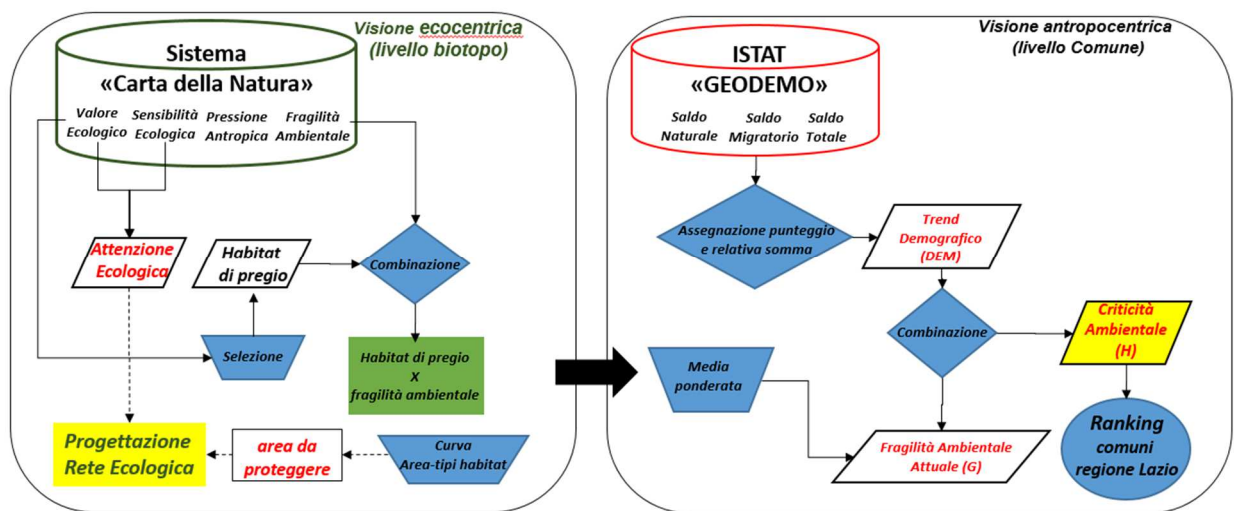 Visione ecocentrica
(livello biotopo)
Sistema
«Carta della Natura»
Valore
Ecologico
Sensibilità
Ecologica
Pressione
Antropica
Fragilità
Ambientale
Attenzione
Ecologica
Habitat
di pregio
Combinazione
Selezione
Habitat di pregio
X
fragilità ambientale
Progettazione
Rete Ecologica
area da
proteggere
Curva
Area-tipi habitat
Visione antropocentrica
(livello Comune)
ISTAT
«GEODEMO»
Saldo
Naturale
Saldo
Migratorio
Saldo
Totale
Assegnazione punteggio
e relativa somma
Trend
Demografico
(DEM)
Combinazione
Criticità
Ambientale
(H)
Media
ponderata
Fragilità Ambientale
Attuale (G)
Ranking
comuni
regione Lazio